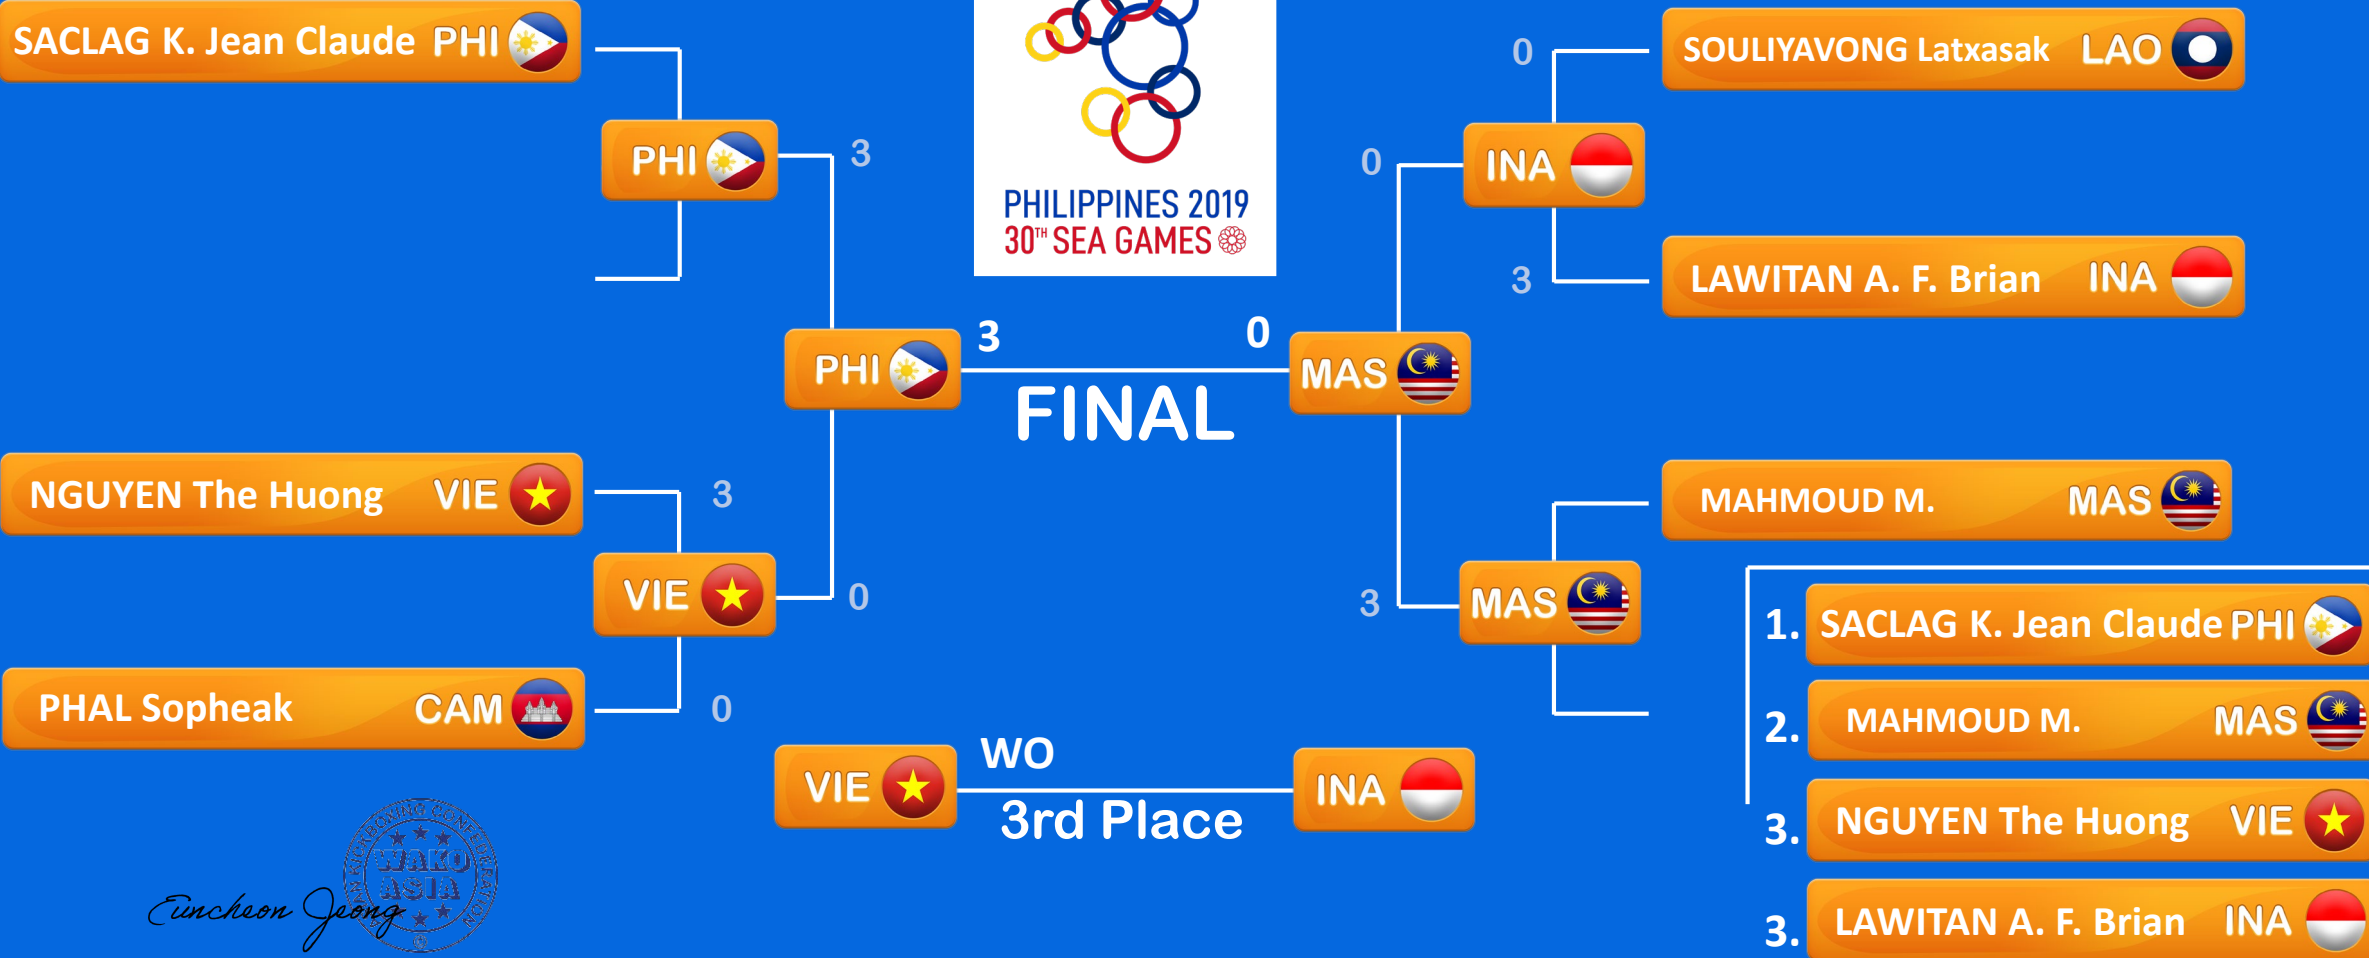 SACLAG K. Jean Claude PHI
PHI
3
PHI
NGUYEN The Huong VIE
3
VIE
0
PHAL Sopheak CAM
0
PHILIPPINES 2019
30TH SEA GAMES
3 0
FINAL
VIE WO INA
3rd Place
0 SOULIYAVONG Latxasak LAO
0 INA
3 LAWITAN A. F. Brian INA
MAS
MAHMOUD M. MAS
3 MAS
1. SACLAG K. Jean Claude PHI
2. MAHMOUD M. MAS
3. NGUYEN The Huong VIE
3. LAWITAN A. F. Brian INA
WAKO
ASIA
Euncheon Jeong